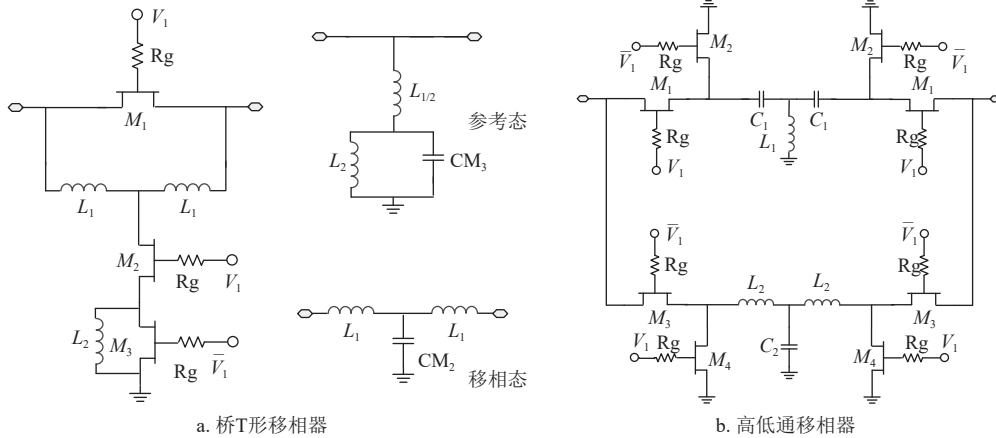 V₁
Rg
M₁
L₁
L₁
M₂
Rg
V₁
L₂
M₃
Rg
V̄₁
L₁/₂
参考态
L₂
CM₃
L₁
L₁
CM₂
移相态
a. 桥T形移相器
M₂
M₂
V̄₁
Rg
Rg
V̄₁
M₁
M₁
C₁
C₁
Rg
L₁
Rg
V₁
V₁
V̄₁
V̄₁
Rg
Rg
L₂
L₂
M₃
M₃
V₁
Rg
C₂
Rg
V₁
M₄
M₄
b. 高低通移相器